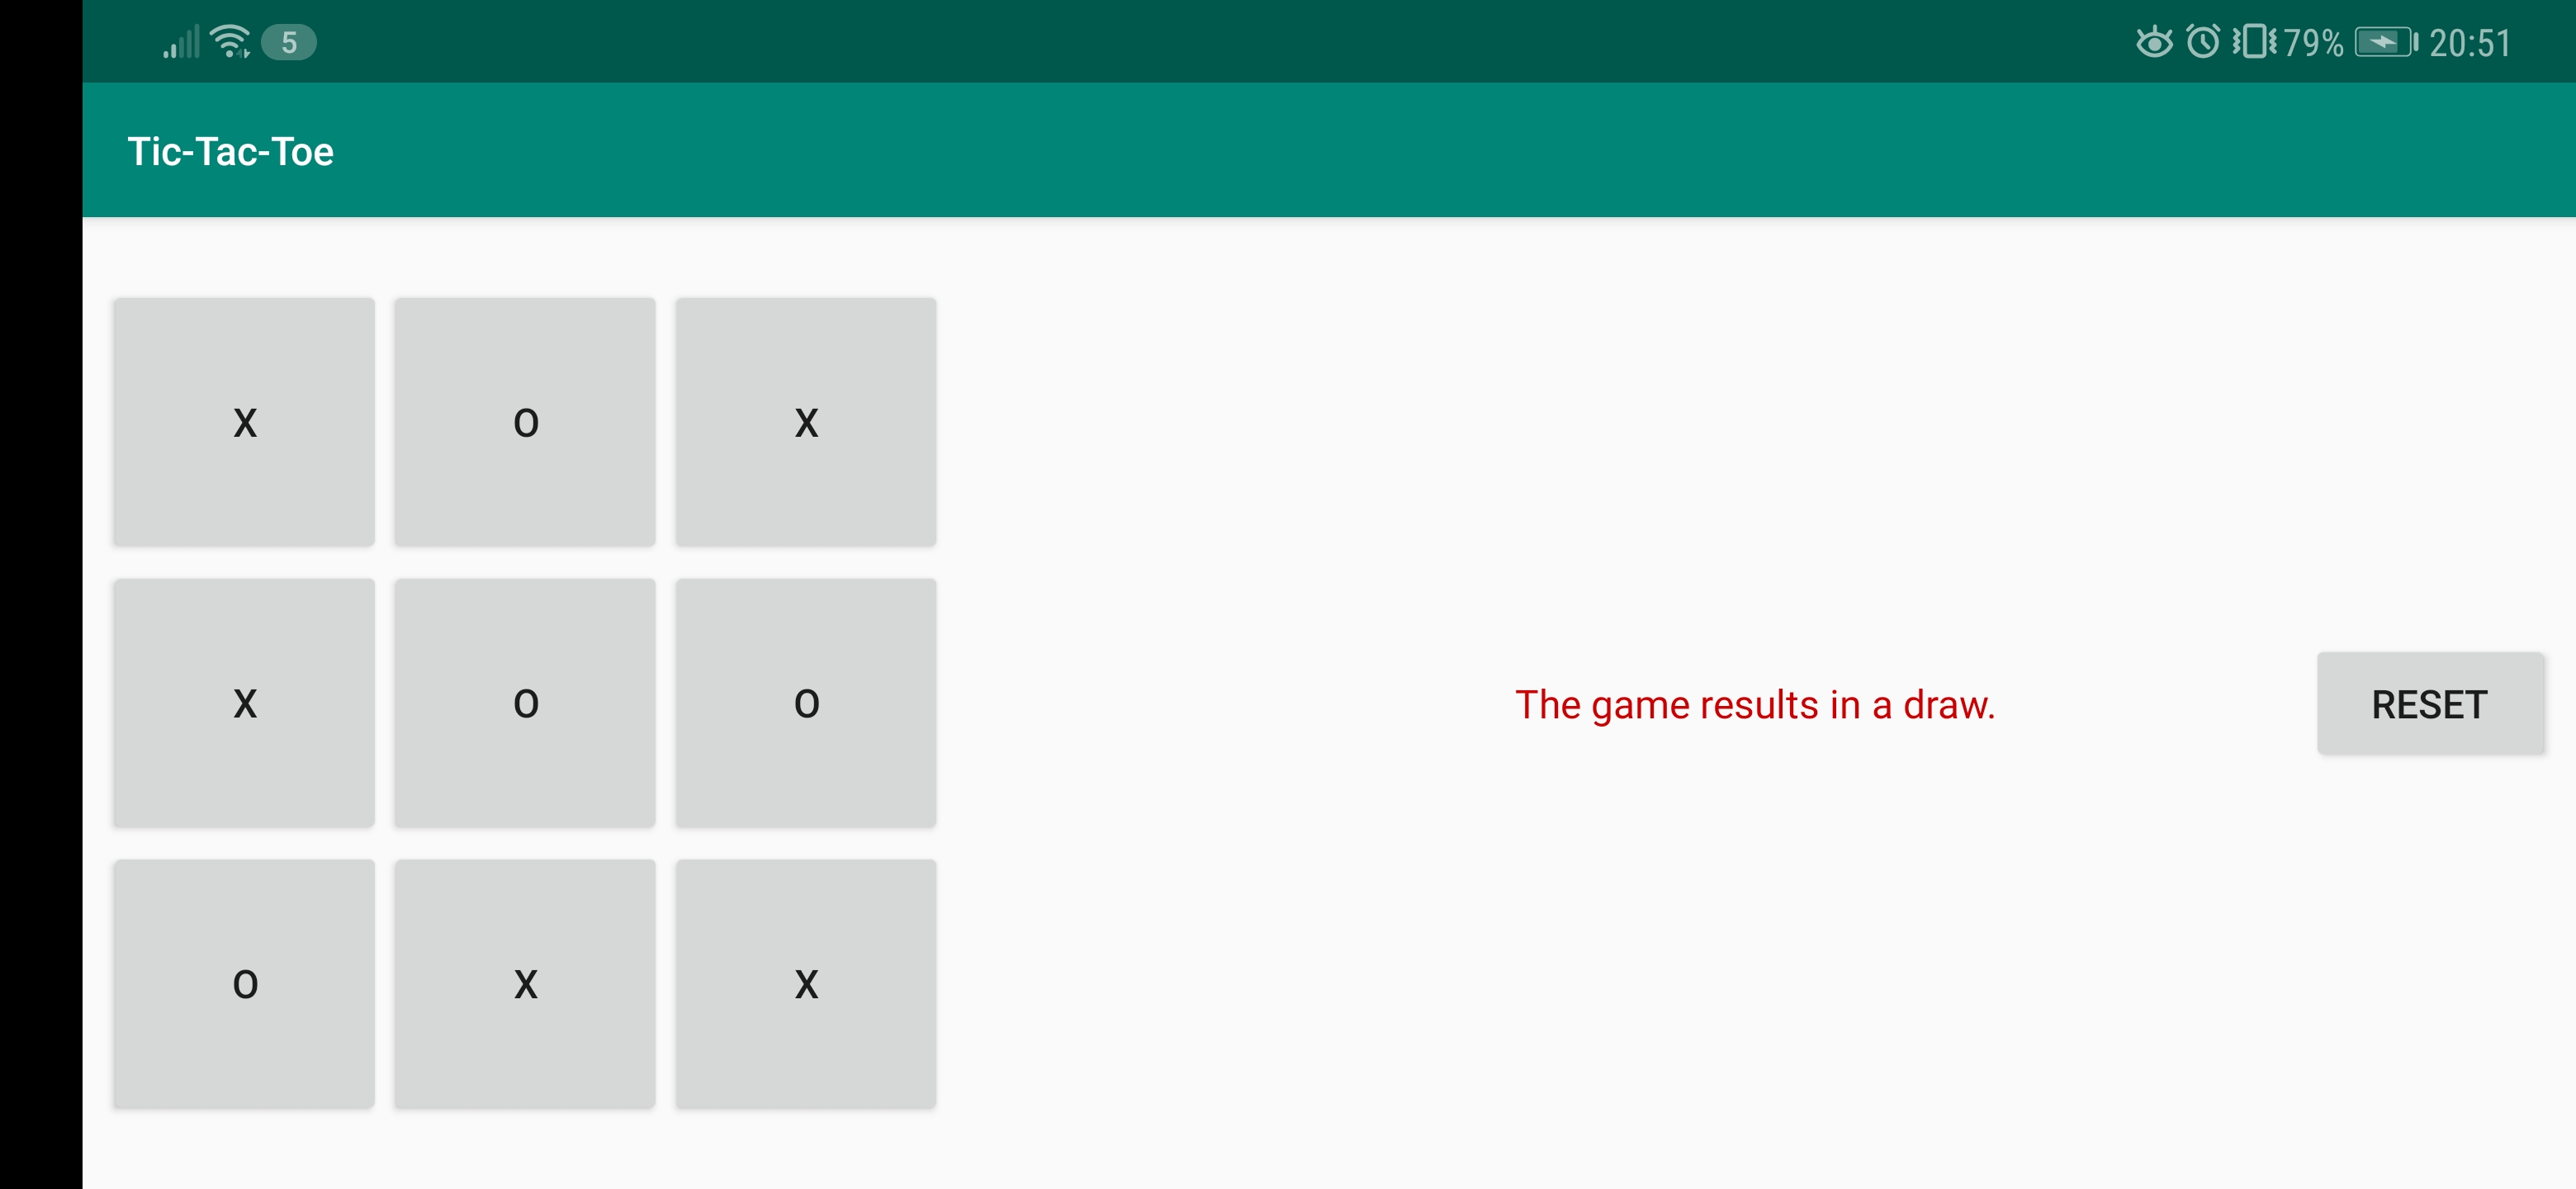 5 79% 20:51
Tic-Tac-Toe
X O X
X O O
The game results in a draw. RESET
O X X